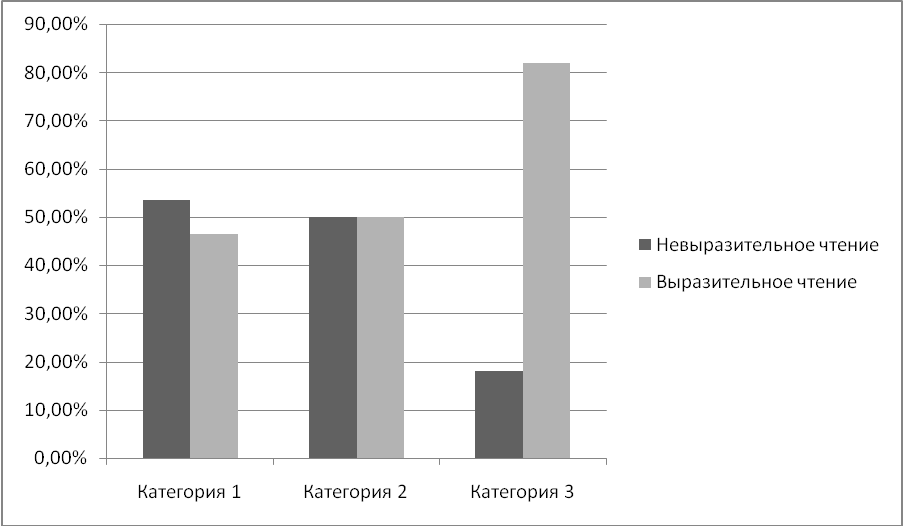 90,00%
80,00%
70,00%
60,00%
50,00%
40,00%
30,00%
20,00%
10,00%
0,00%
Категория 1
Категория 2
Категория 3
Невыразительное чтение
Выразительное чтение